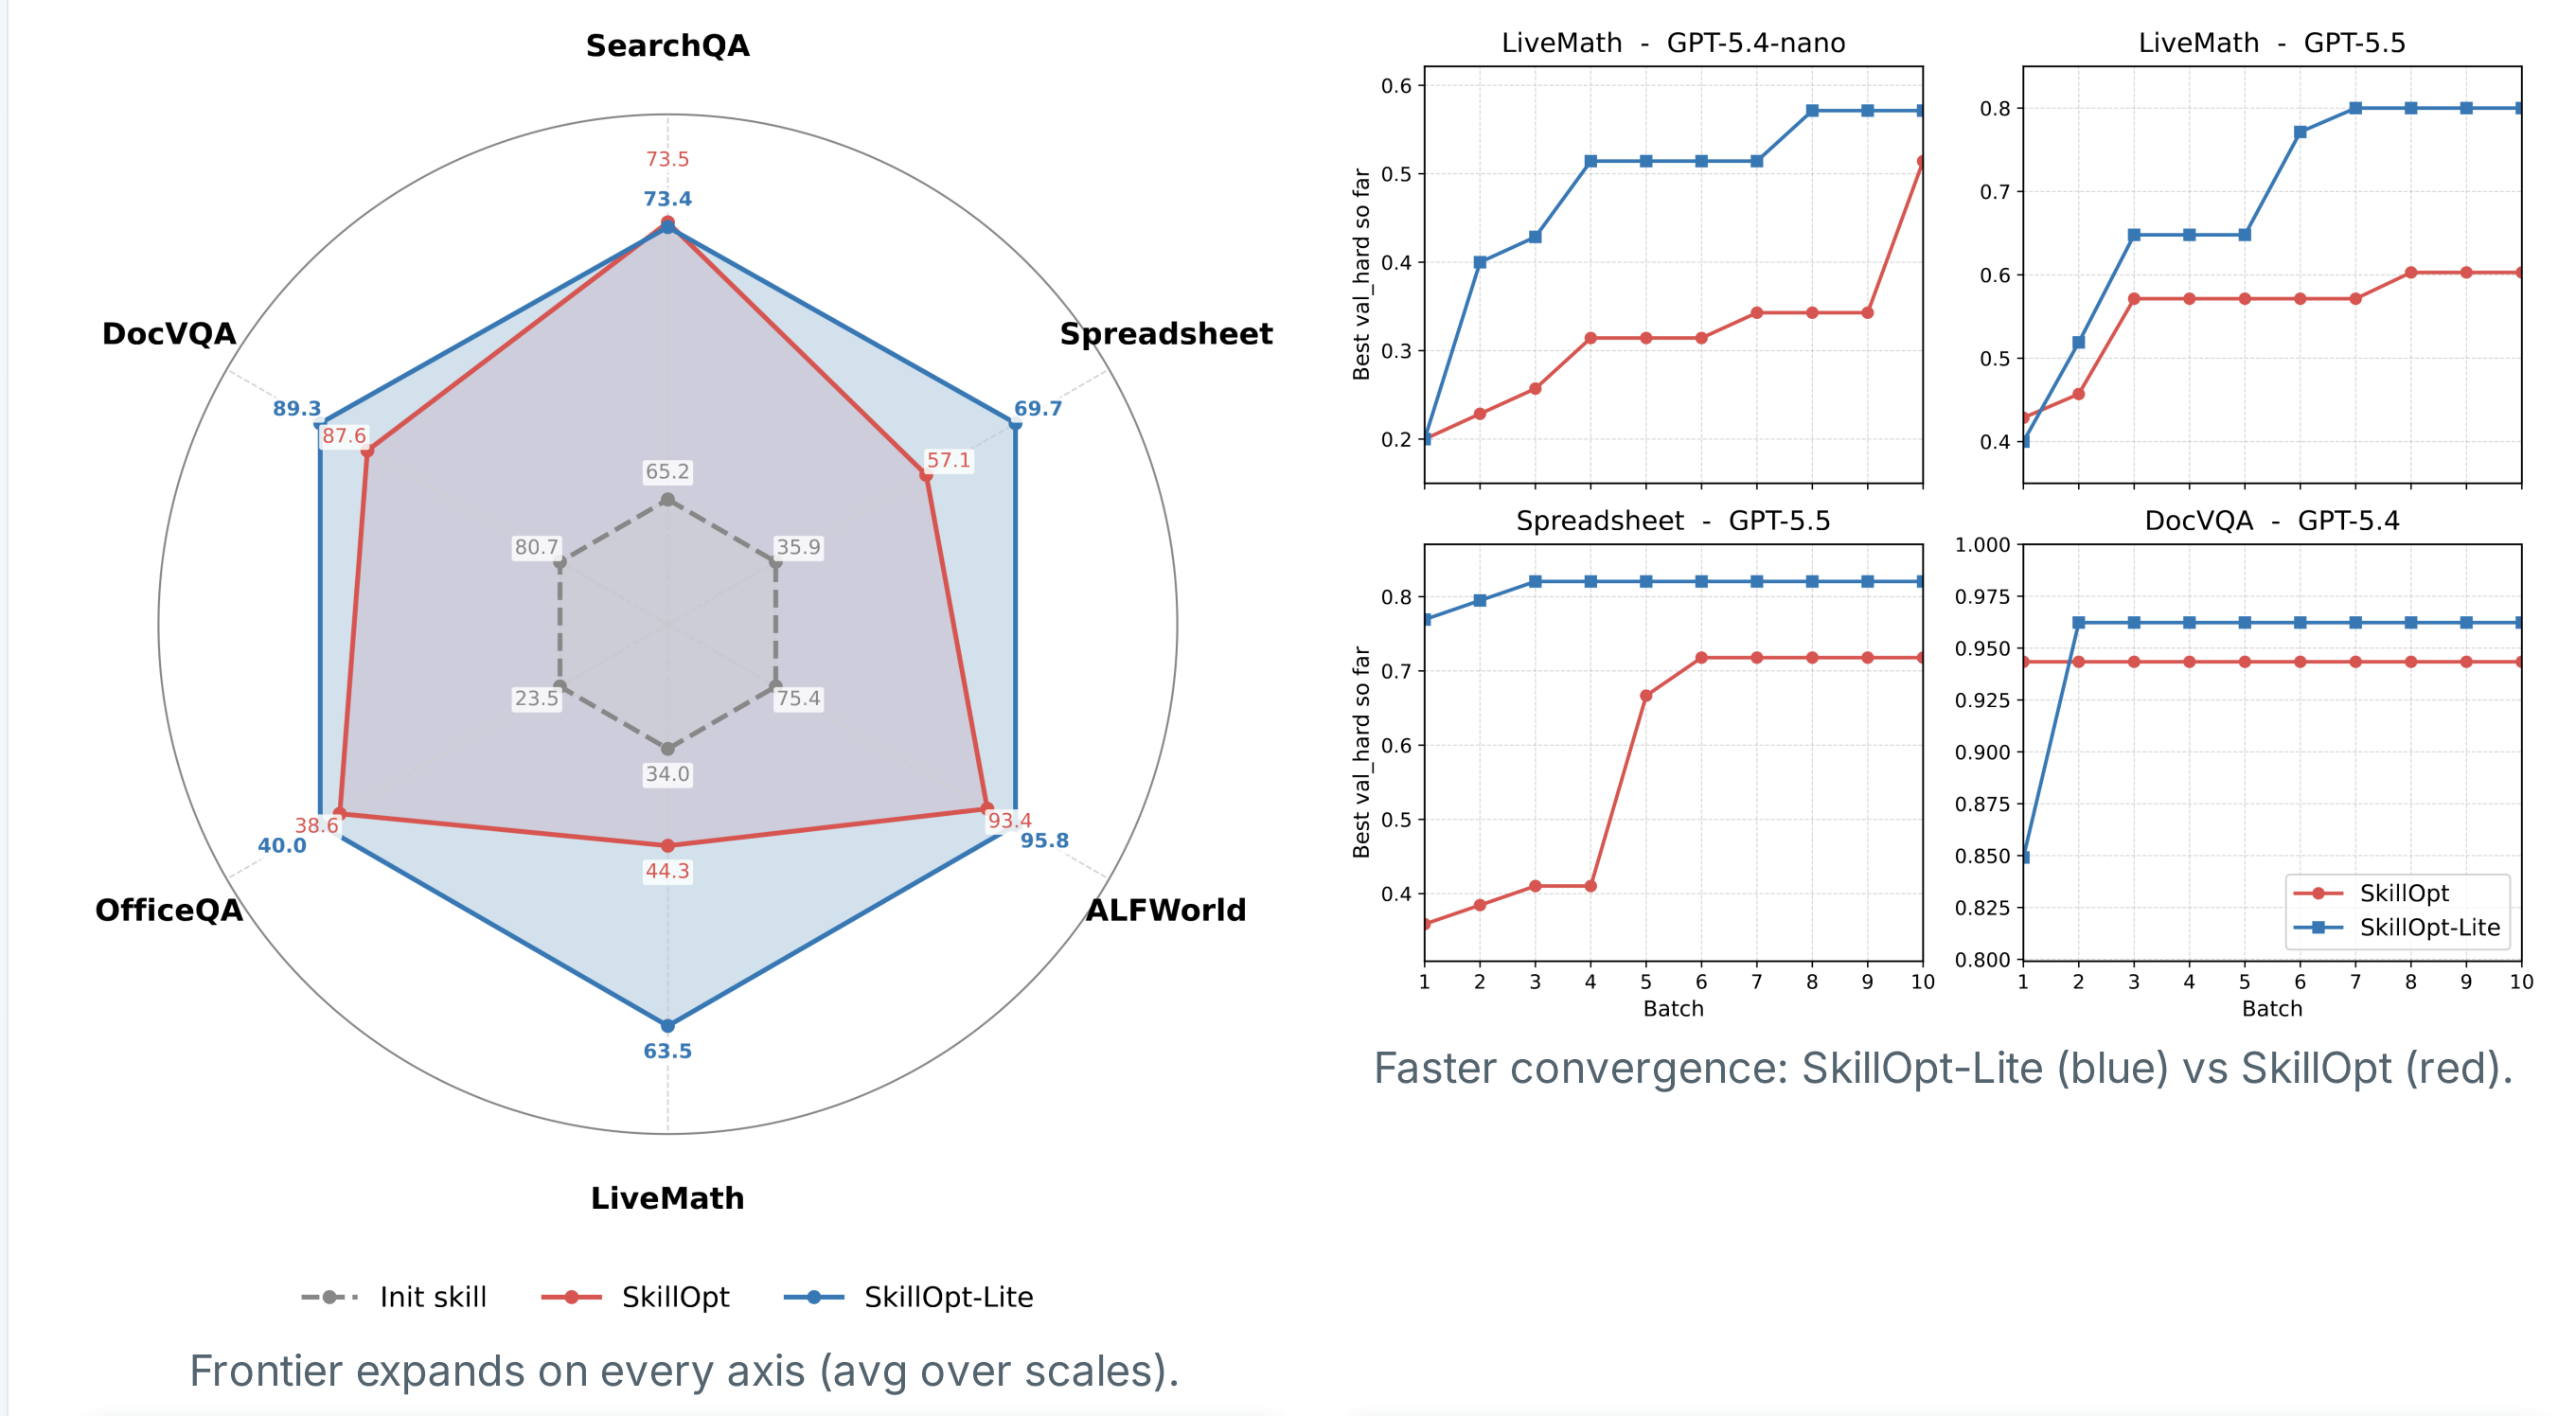 SearchQA
73.5
73.4
DocVQA
Spreadsheet
89.3
87.6
69.7
57.1
65.2
80.7
35.9
23.5
75.4
34.0
38.6
40.0
93.4
95.8
44.3
OfficeQA
ALFWorld
63.5
LiveMath
Init skill
SkillOpt
SkillOpt-Lite
Frontier expands on every axis (avg over scales).
LiveMath - GPT-5.4-nano
Best val_hard so far
0.6
0.5
0.4
0.3
0.2
LiveMath - GPT-5.5
0.8
0.7
0.6
0.5
0.4
Spreadsheet - GPT-5.5
Best val_hard so far
0.8
0.7
0.6
0.5
0.4
1 2 3 4 5 6 7 8 9 10
Batch
DocVQA - GPT-5.4
1.000
0.975
0.950
0.925
0.900
0.875
0.850
0.825
0.800
SkillOpt
SkillOpt-Lite
1 2 3 4 5 6 7 8 9 10
Batch
Faster convergence: SkillOpt-Lite (blue) vs SkillOpt (red).